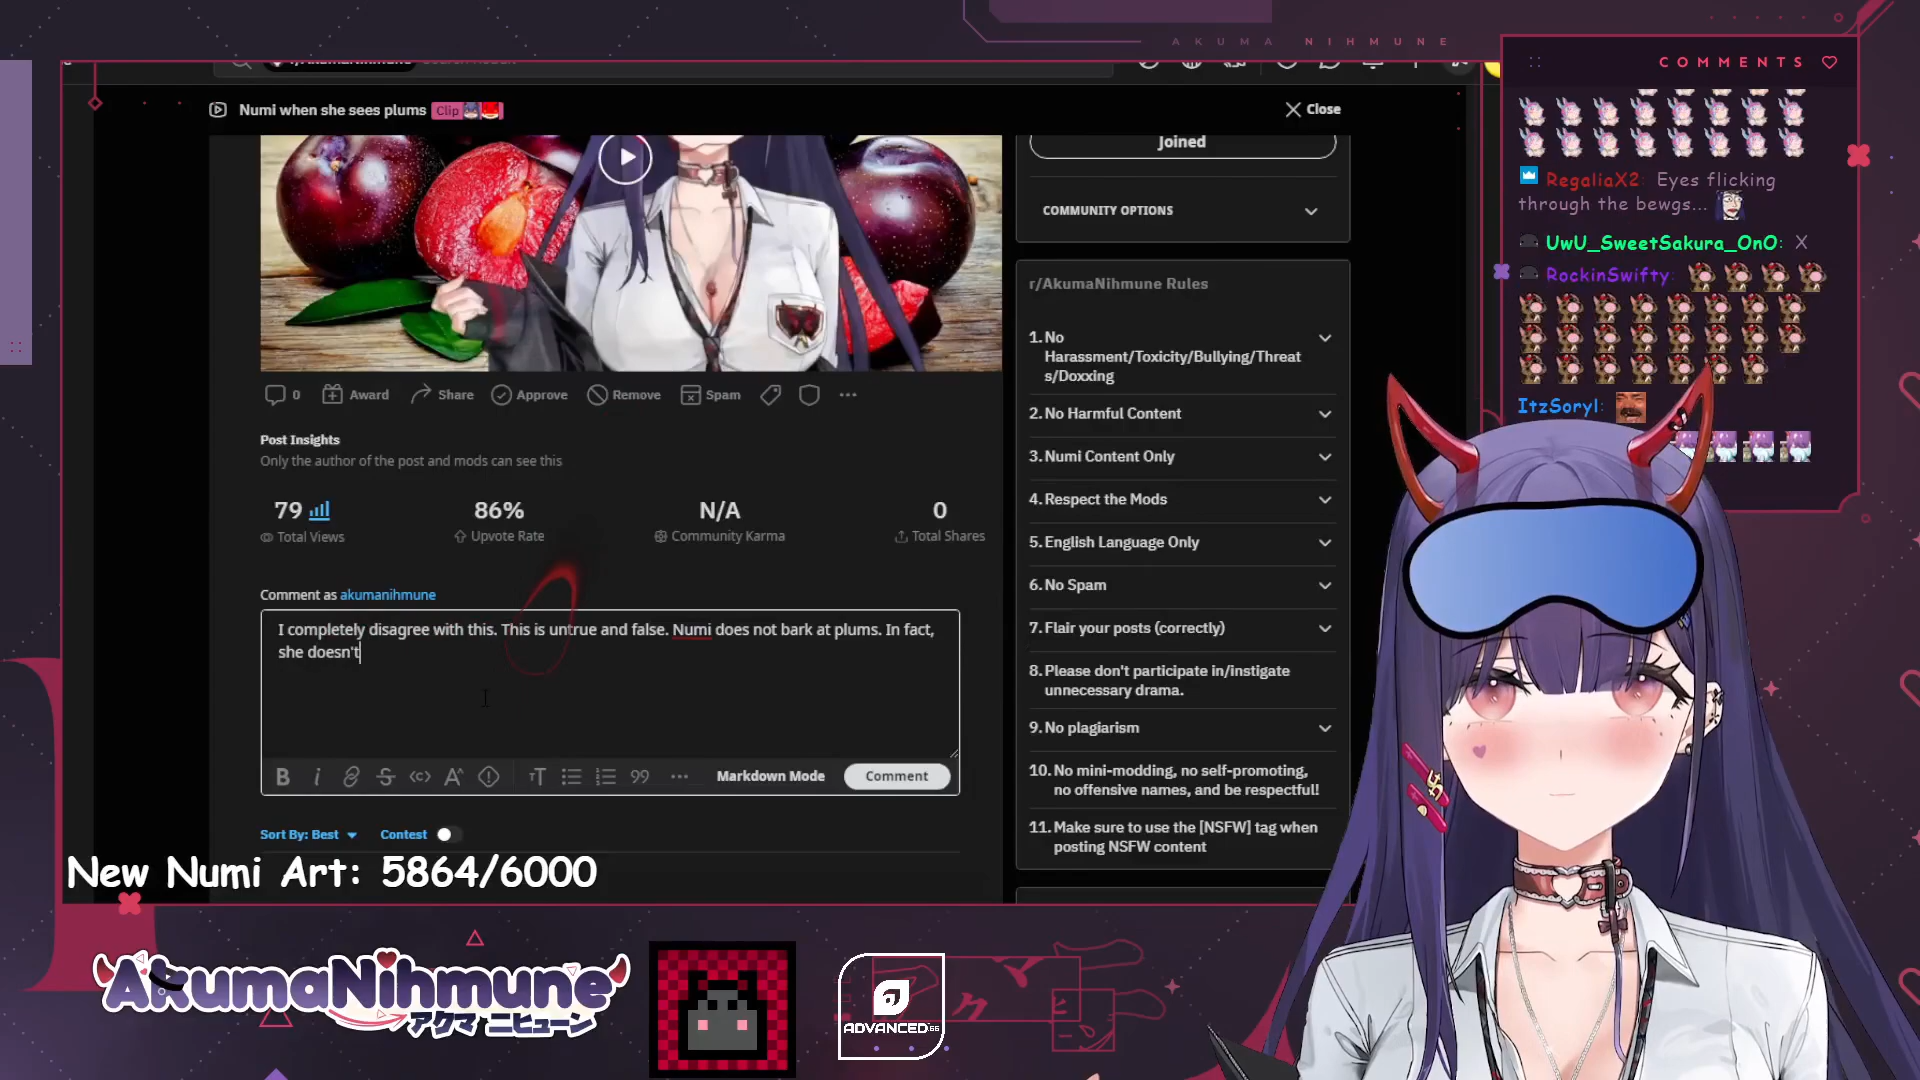 AKUMA NIHMUNE
COMMENTS
Numi when she sees plums Clip
Close
Joined
COMMUNITY OPTIONS
r/AkumaNihmune Rules
1. No
Harassment/Toxicity/Bullying/Threat
s/Doxxing
2. No Harmful Content
3. Numi Content Only
4. Respect the Mods
5. English Language Only
6. No Spam
7. Flair your posts (correctly)
8. Please don't participate in/instigate
unnecessary drama.
9. No plagiarism
10. No mini-modding, no self-promoting,
no offensive names, and be respectful!
11. Make sure to use the [NSFW] tag when
posting NSFW content
0 Award Share Approve Remove Spam
Post Insights
Only the author of the post and mods can see this
79 86% N/A 0
Total Views Upvote Rate Community Karma Total Shares
Comment as akumanihmune
I completely disagree with this. This is untrue and false. Numi does not bark at plums. In fact,
she doesn't
Markdown Mode Comment
Sort By: Best Contest
New Numi Art: 5864/6000
RegaliaX2: Eyes flicking
through the bewgs...
UwU_SweetSakura_OnO: X
RockinSwifty:
ItzSoryl:
AkumaNihmune
アクマ ニヒューン
ADVANCED